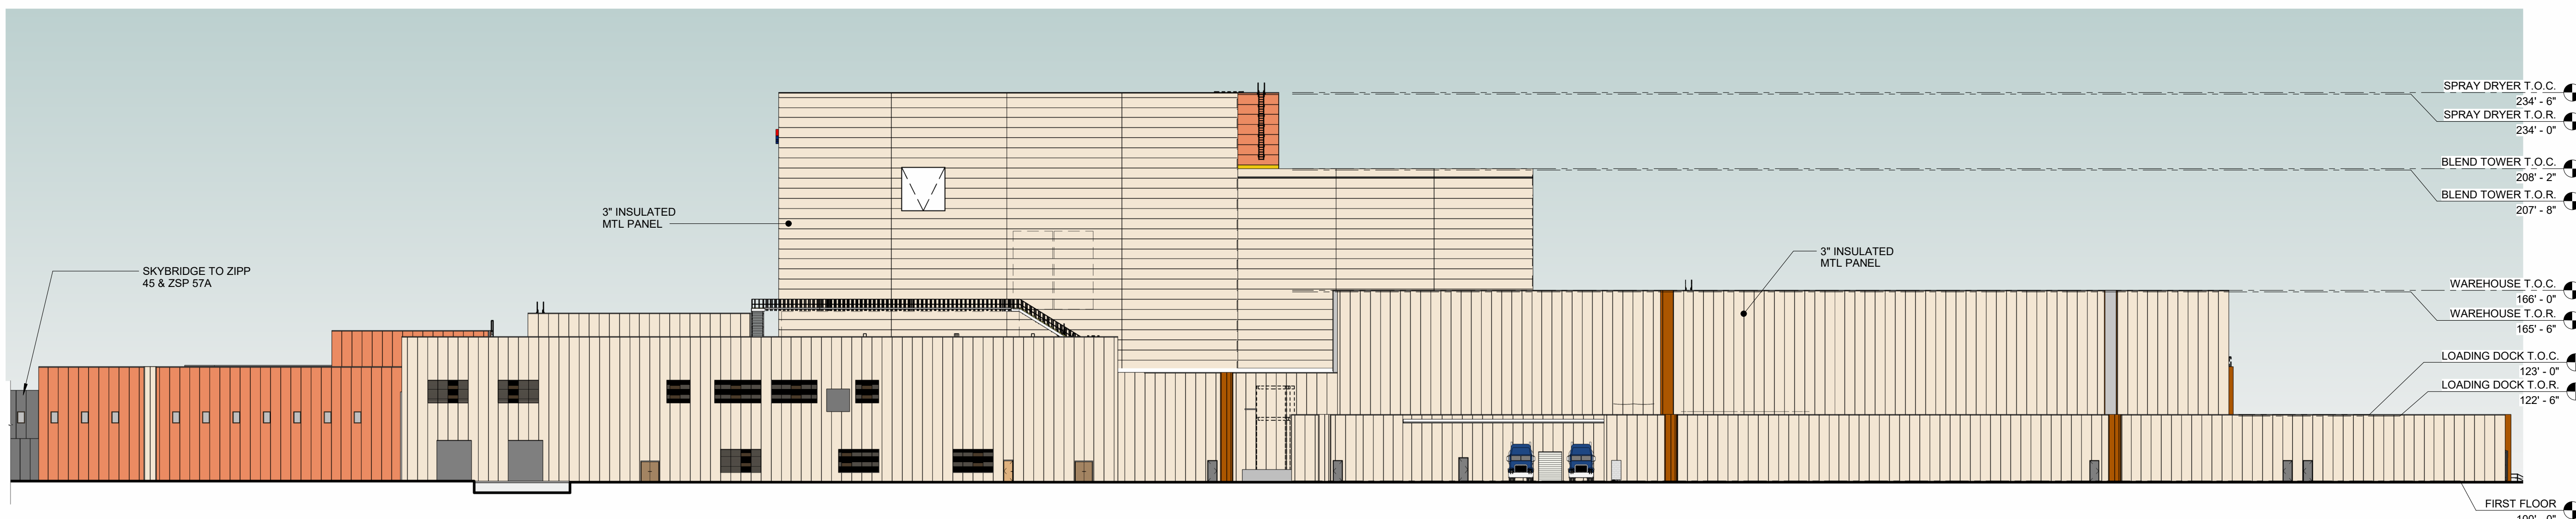 SPRAY DRYER T.O.C.
234' - 6"
SPRAY DRYER T.O.R.
234' - 0"
BLEND TOWER T.O.C.
208' - 2"
BLEND TOWER T.O.R.
207' - 8"
3" INSULATED
MTL PANEL
3" INSULATED
MTL PANEL
SKYBRIDGE TO ZIPP
45 & ZSP 57A
WAREHOUSE T.O.C.
166' - 0"
WAREHOUSE T.O.R.
165' - 6"
LOADING DOCK T.O.C.
123' - 0"
LOADING DOCK T.O.R.
122' - 6"
FIRST FLOOR
100' - 0"